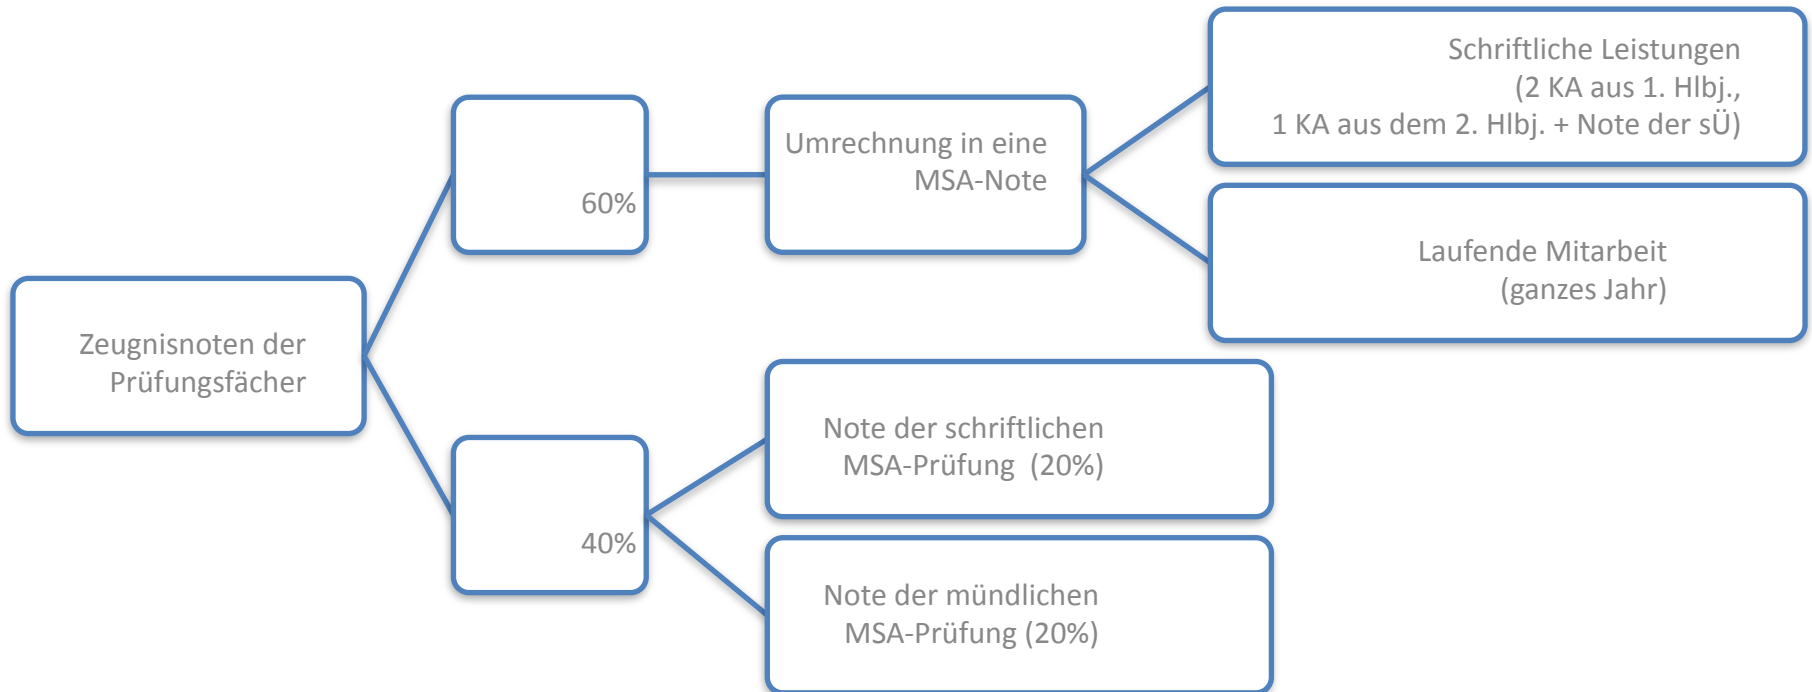 Zeugnisnoten der
Prüfungsfächer
60%
Umrechnung in eine
MSA-Note
Schriftliche Leistungen
(2 KA aus 1. Hlbj.,
1 KA aus dem 2. Hlbj. + Note der sÜ)
Laufende Mitarbeit
(ganzes Jahr)
40%
Note der schriftlichen
MSA-Prüfung (20%)
Note der mündlichen
MSA-Prüfung (20%)